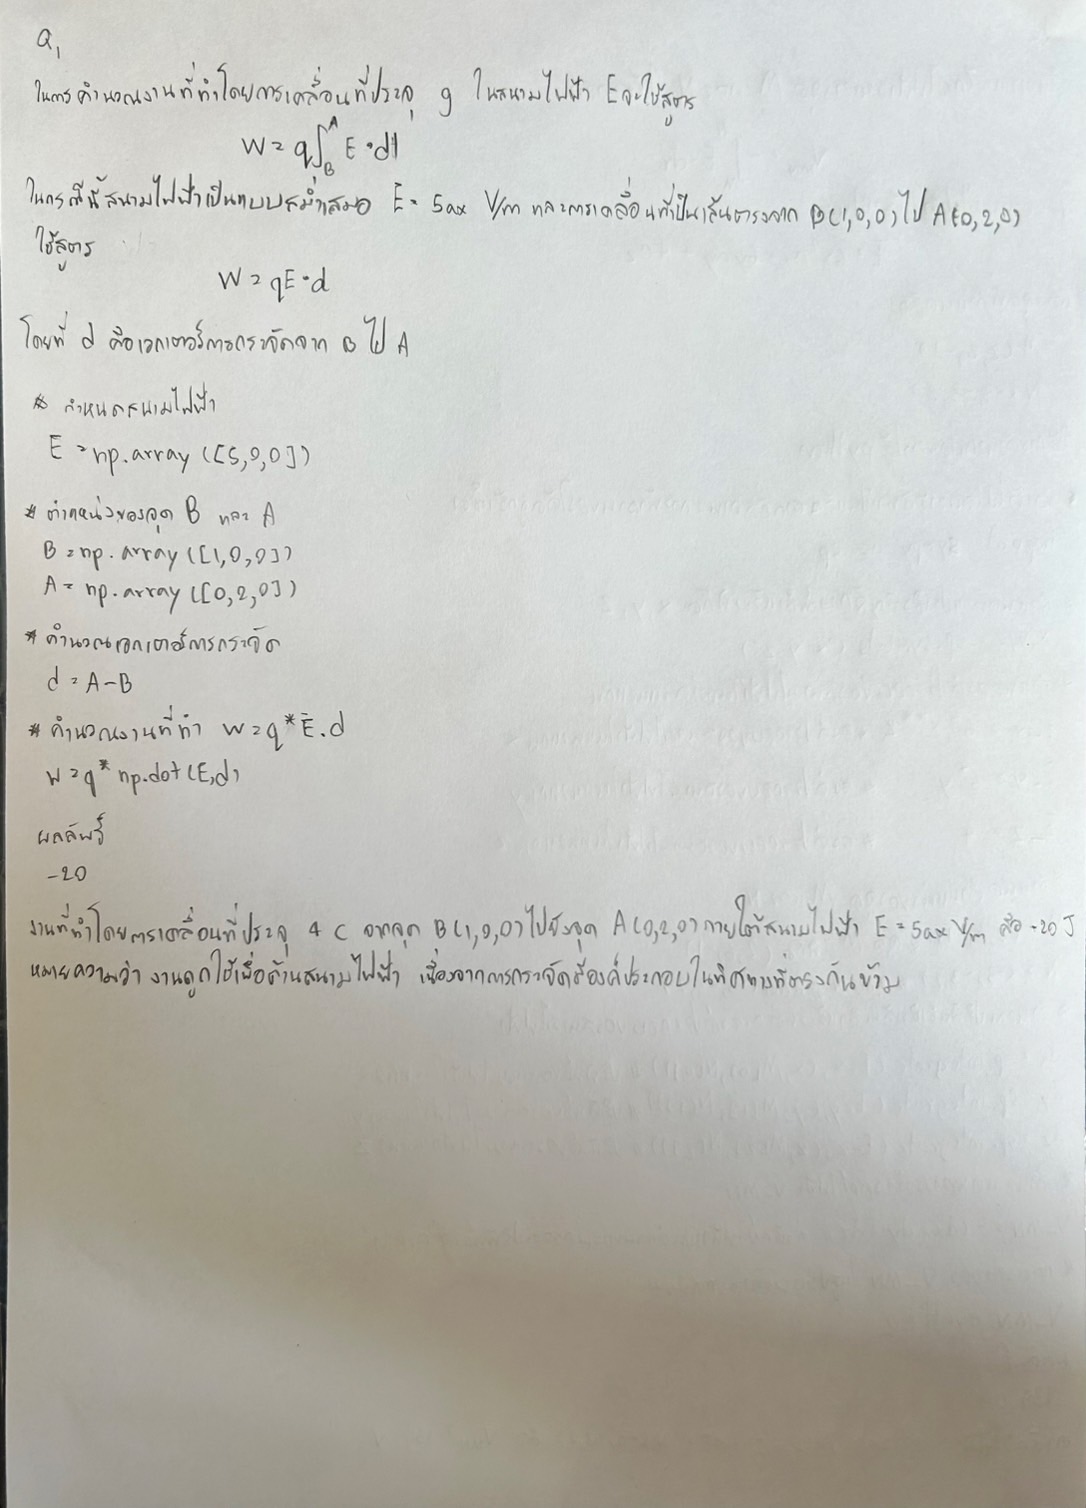 Q1
ในการคำนวณงานที่ทำโดยการเคลื่อนที่ประจุ q ในสนามไฟฟ้า E จะใช้สูตร
W = q∫_B^A E·dl
ในกรณีนี้สนามไฟฟ้าเป็นแบบสม่ำเสมอ E = 5ax V/m และการเคลื่อนที่เป็นเส้นตรงจาก B(1,0,0) ไป A(0,2,0)
ใช้สูตร
W = qE·d
โดยที่ d คือเวกเตอร์การกระจัดจาก B ไป A
# กำหนดสนามไฟฟ้า
E = np.array([5,0,0])
# ตำแหน่งของจุด B และ A
B = np.array([1,0,0])
A = np.array([0,2,0])
# คำนวณเวกเตอร์การกระจัด
d = A-B
# คำนวณงานที่ทำ W = q*E.d
W = q* np.dot(E,d)
ผลลัพธ์
-20
งานที่ทำโดยการเคลื่อนที่ประจุ 4 C จากจุด B(1,0,0) ไปยังจุด A(0,2,0) ภายใต้สนามไฟฟ้า E = 5ax V/m คือ -20 J
หมายความว่า งานถูกใช้เพื่อต้านสนามไฟฟ้า เนื่องจากการกระจัดมีองค์ประกอบในทิศทางที่ตรงกันข้าม